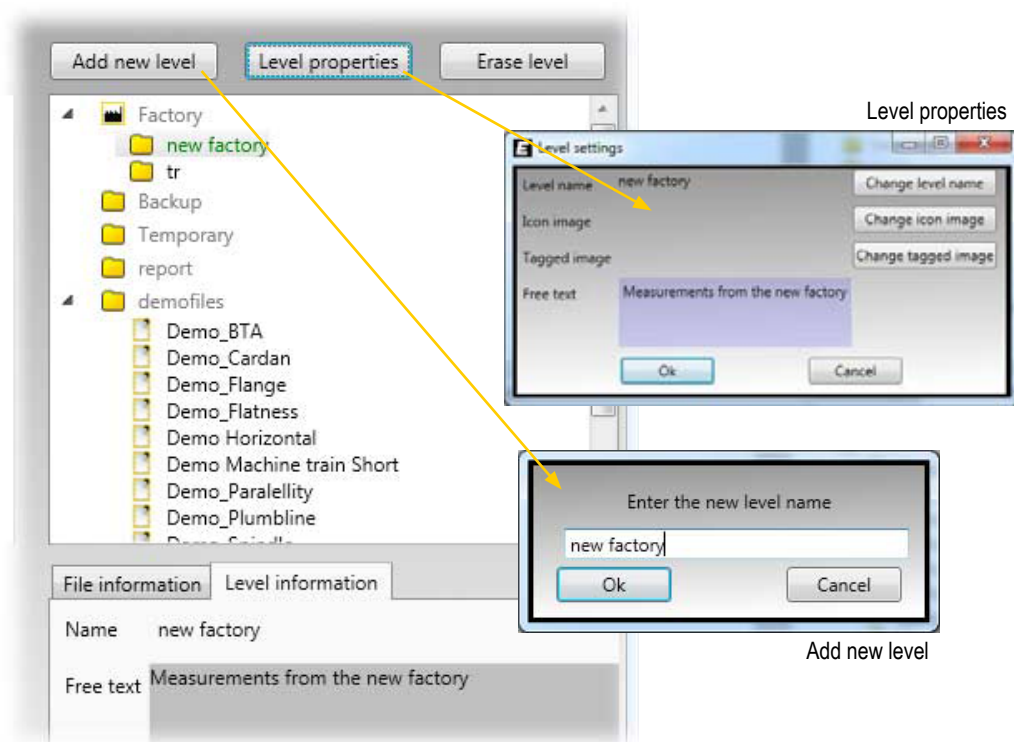 Add new level
Level properties
Erase level
Factory
new factory
tr
Backup
Temporary
report
demofiles
Demo_BTA
Demo_Cardan
Demo_Flange
Demo_Flatness
Demo Horizontal
Demo Machine train Short
Demo_Paralellity
Demo_Plumbline
File information
Level information
Name new factory
Free text Measurements from the new factory
Level properties
Level settings
Level name new factory Change level name
Icon image Change icon image
Tagged image Change tagged image
Free text Measurements from the new factory
Ok Cancel
Enter the new level name
new factory
Ok Cancel
Add new level